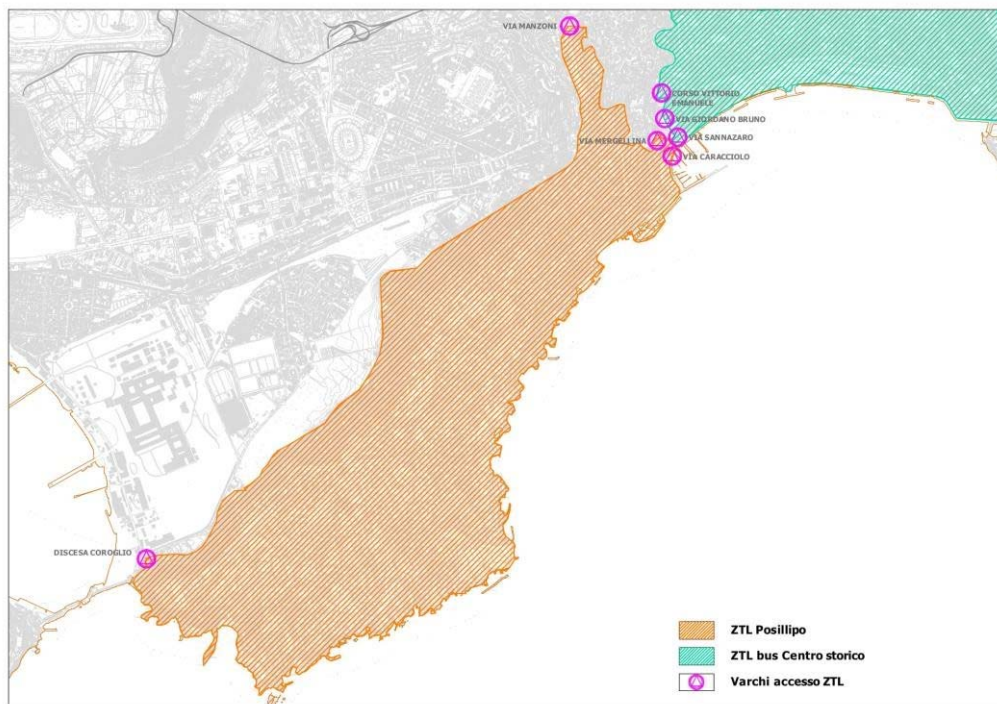 VIA MANZONI
CORSO VITTORIO
EMANUELE
VIA GIORDANO BRUNO
VIA SANNAZARO
VIA MERGELLINA
VIA CARACCIOLO
DISCESA COROGLIO
ZTL Posillipo
ZTL bus Centro storico
Varchi accesso ZTL